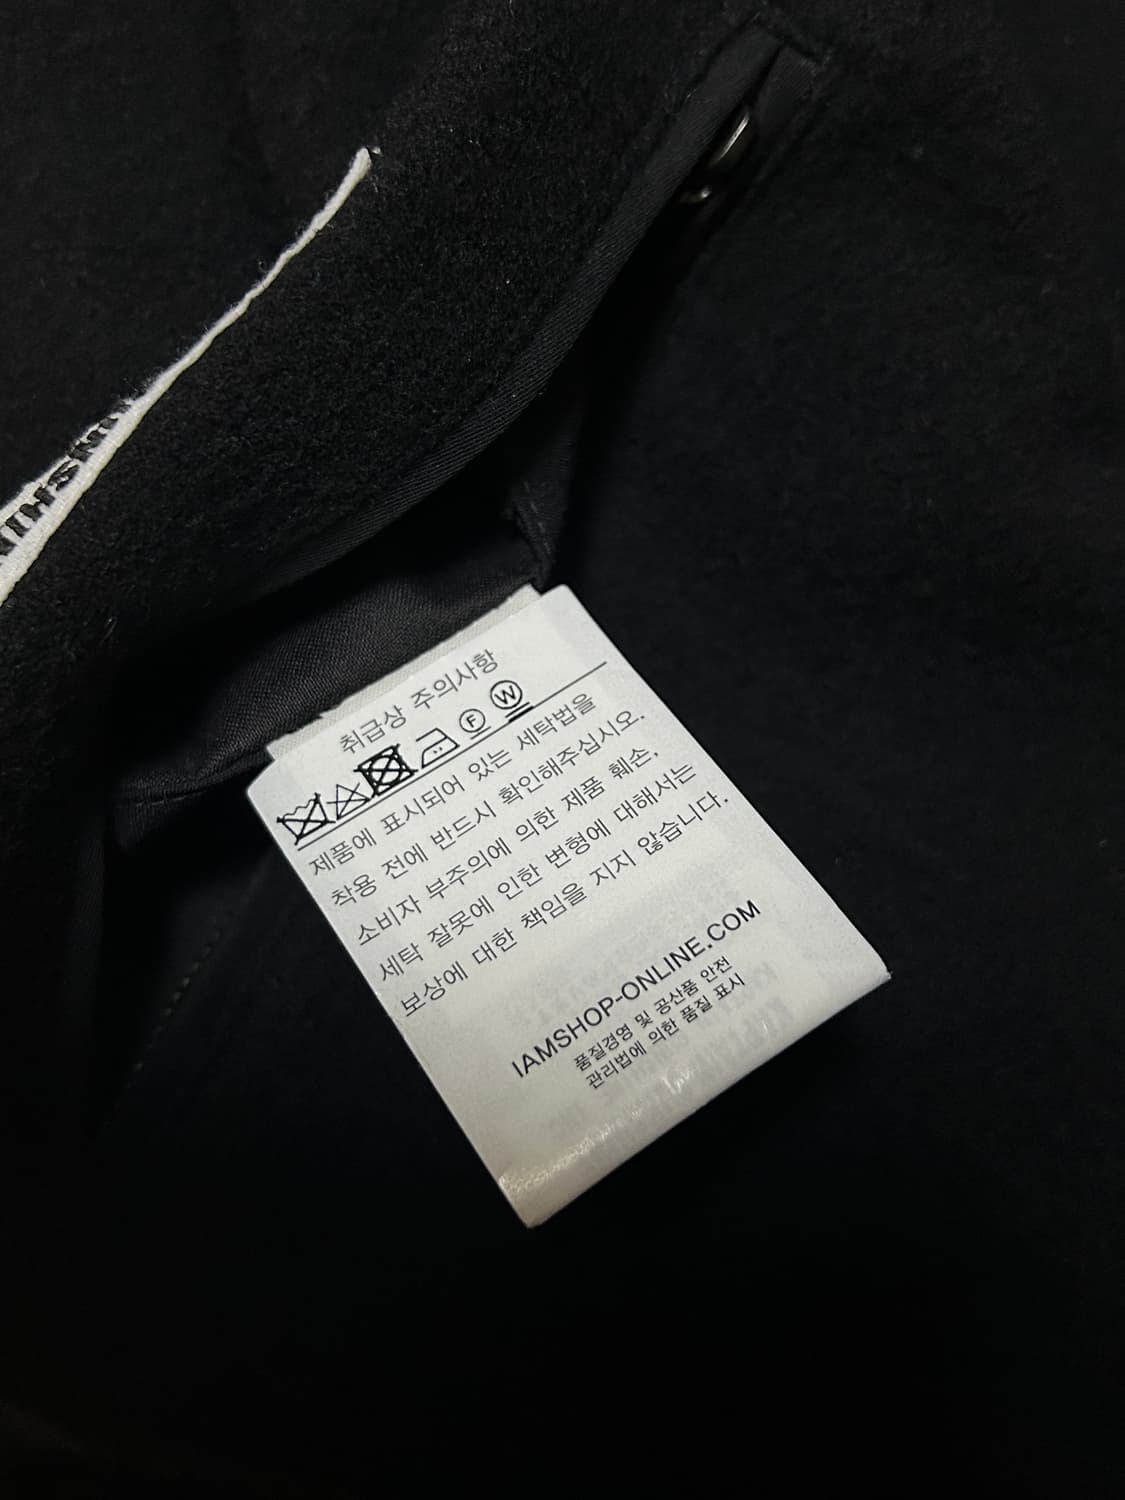 취급상 주의사항
F W
제품에 표시되어 있는 세탁법을
착용 전에 반드시 확인해주십시오.
소비자 부주의에 의한 제품 훼손,
세탁 잘못에 인한 변형에 대해서는
보상에 대한 책임을 지지 않습니다.
IAMSHOP-ONLINE.COM
품질경영 및 공산품 안전
관리법에 의한 품질 표시